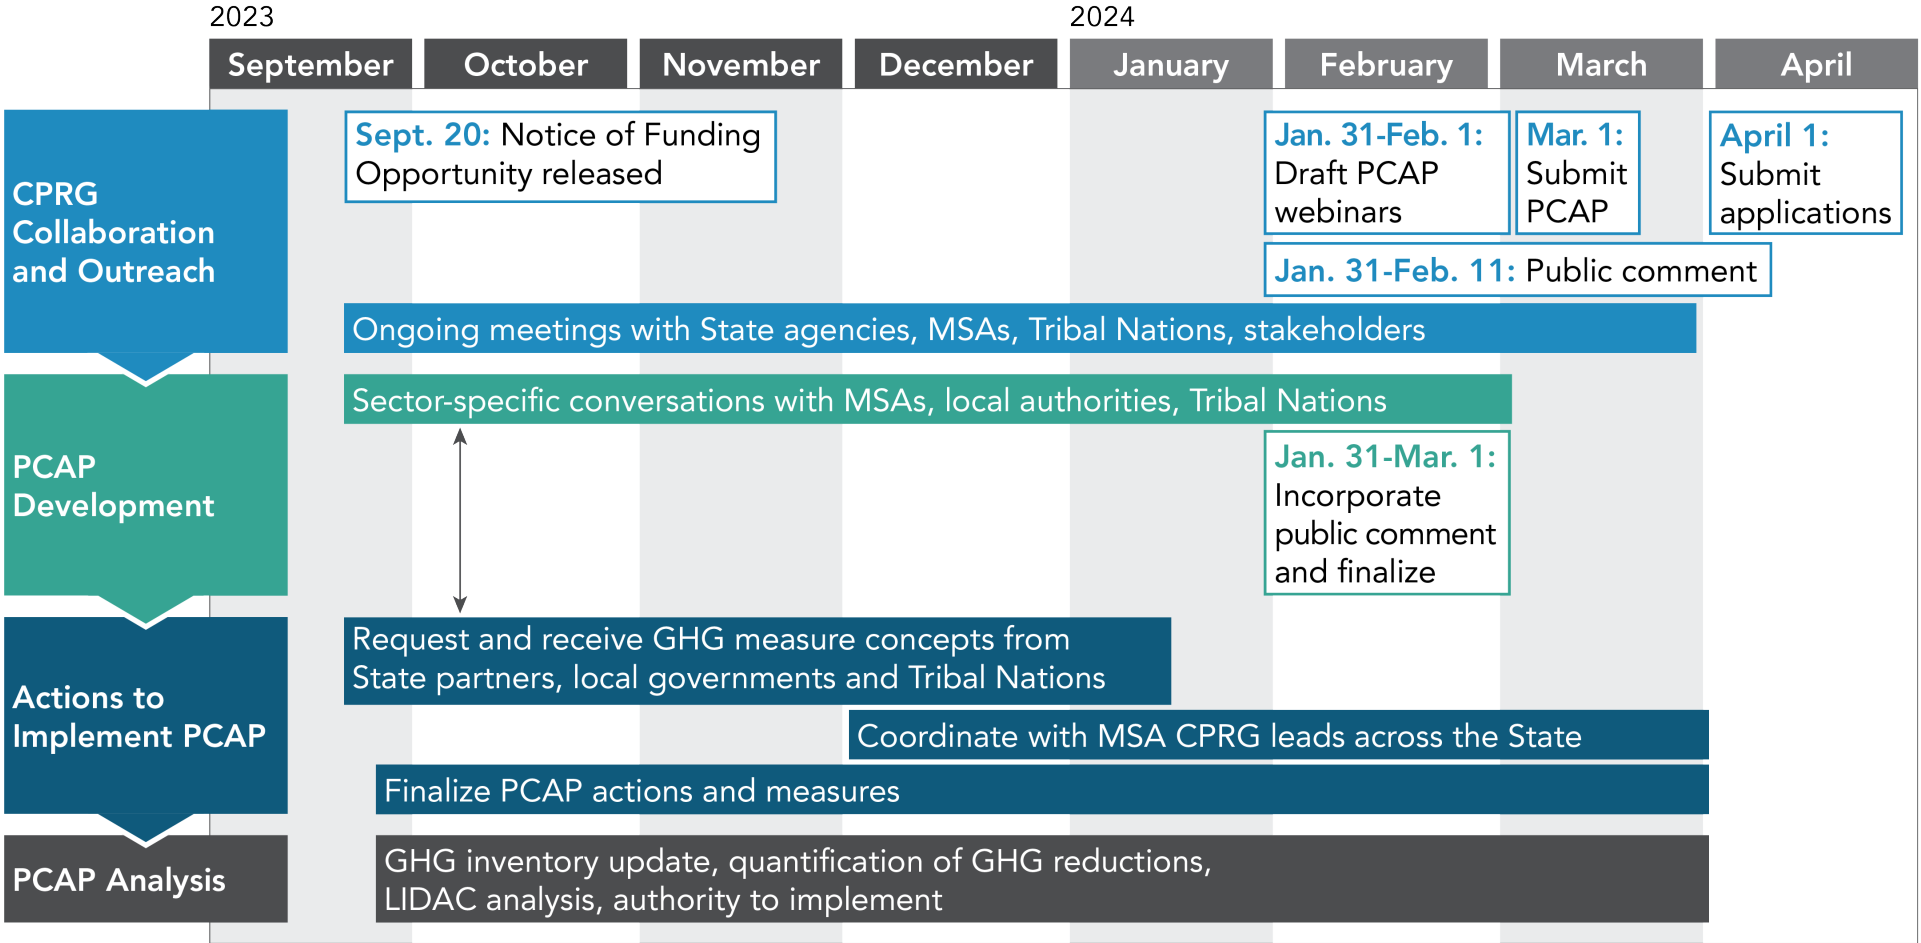 2023
2024
September
October
November
December
January
February
March
April
CPRG
Collaboration
and Outreach
Sept. 20: Notice of Funding
Opportunity released
Jan. 31-Feb. 1:
Draft PCAP
webinars
Mar. 1:
Submit
PCAP
April 1:
Submit
applications
Jan. 31-Feb. 11: Public comment
Ongoing meetings with State agencies, MSAs, Tribal Nations, stakeholders
PCAP
Development
Sector-specific conversations with MSAs, local authorities, Tribal Nations
Jan. 31-Mar. 1:
Incorporate
public comment
and finalize
Actions to
Implement PCAP
Request and receive GHG measure concepts from
State partners, local governments and Tribal Nations
Coordinate with MSA CPRG leads across the State
Finalize PCAP actions and measures
PCAP Analysis
GHG inventory update, quantification of GHG reductions,
LIDAC analysis, authority to implement